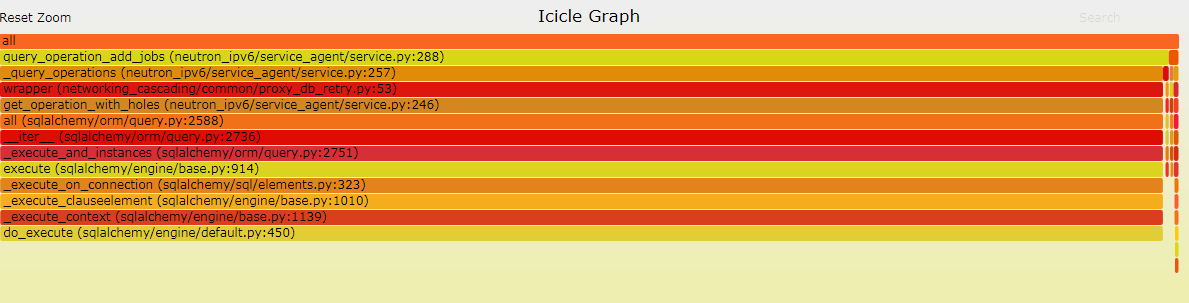 Reset Zoom
Icicle Graph
Search
all
query_operation_add_jobs (neutron_ipv6/service_agent/service.py:288)
_query_operations (neutron_ipv6/service_agent/service.py:257)
wrapper (networking_cascading/common/proxy_db_retry.py:53)
get_operation_with_holes (neutron_ipv6/service_agent/service.py:246)
all (sqlalchemy/orm/query.py:2588)
__iter__ (sqlalchemy/orm/query.py:2736)
_execute_and_instances (sqlalchemy/orm/query.py:2751)
execute (sqlalchemy/engine/base.py:914)
_execute_on_connection (sqlalchemy/sql/elements.py:323)
_execute_clauseelement (sqlalchemy/engine/base.py:1010)
_execute_context (sqlalchemy/engine/base.py:1139)
do_execute (sqlalchemy/engine/default.py:450)